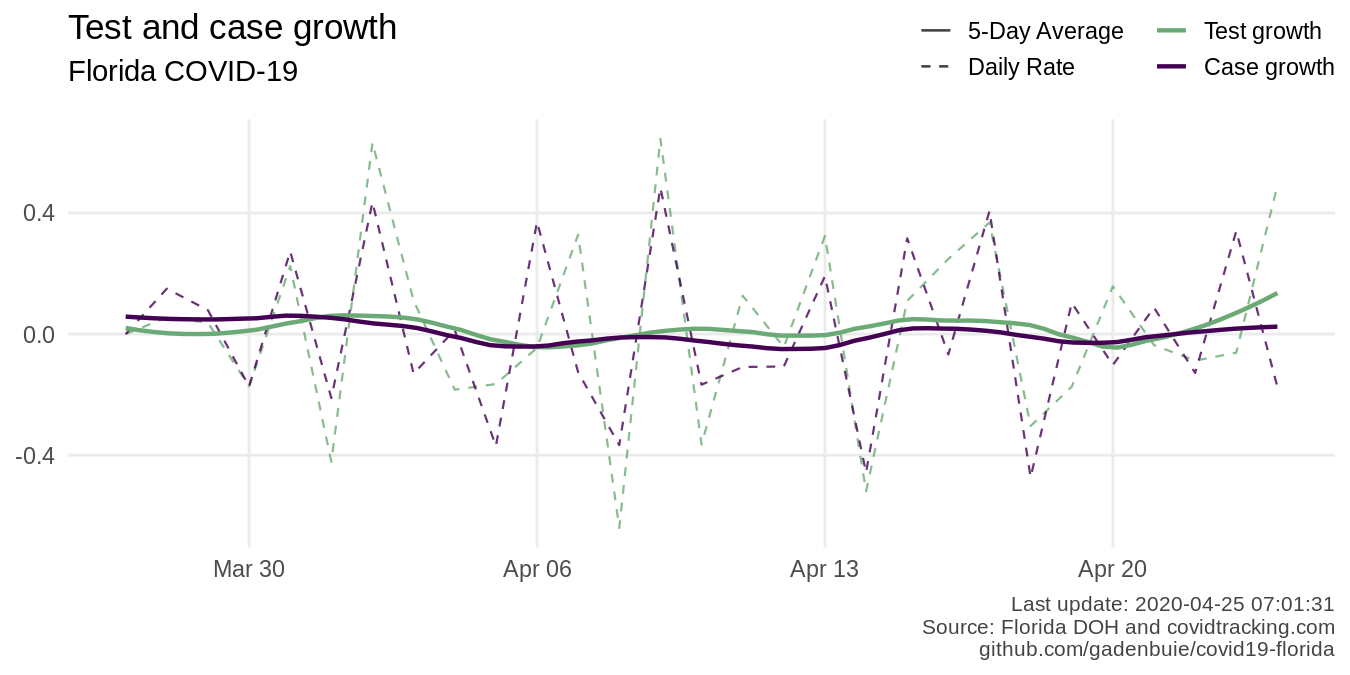 Test and case growth
Florida COVID-19
5-Day Average
Test growth
Daily Rate
Case growth
0.4
0.0
-0.4
Mar 30
Apr 06
Apr 13
Apr 20
Last update: 2020-04-25 07:01:31
Source: Florida DOH and covidtracking.com
github.com/gadenbuie/covid19-florida